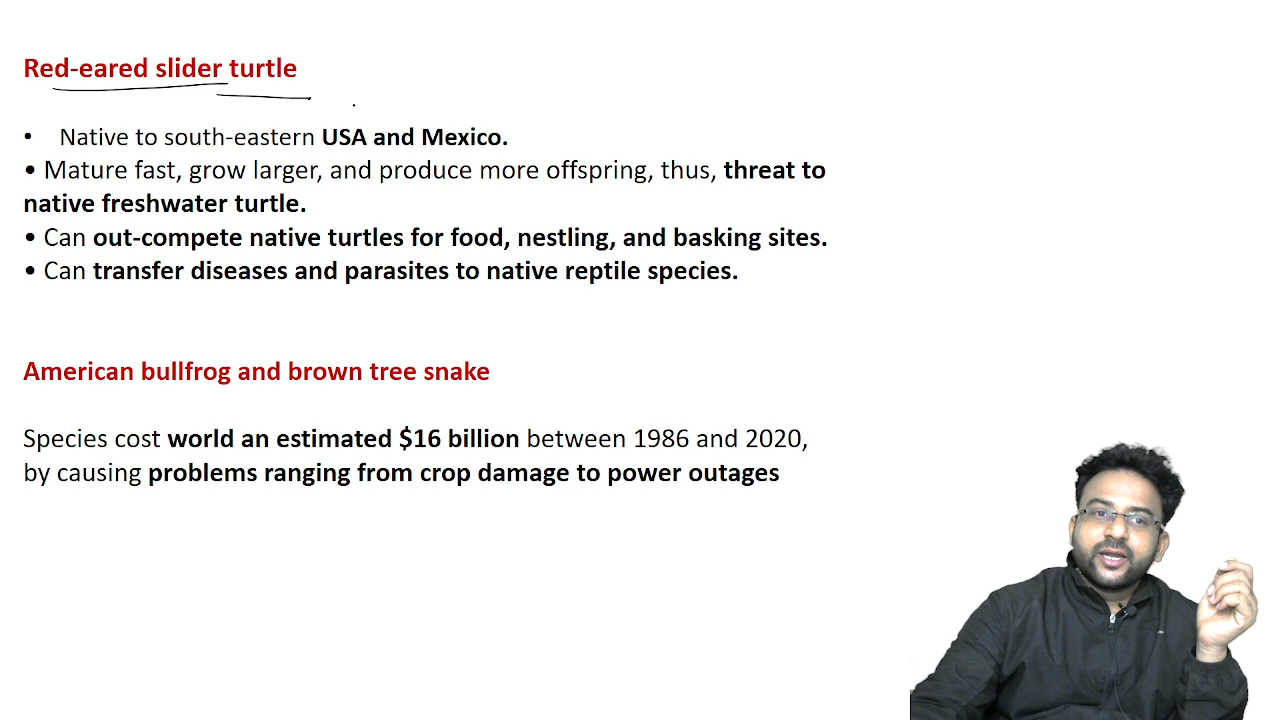 Red-eared slider turtle
• Native to south-eastern USA and Mexico.
• Mature fast, grow larger, and produce more offspring, thus, threat to
native freshwater turtle.
• Can out-compete native turtles for food, nestling, and basking sites.
• Can transfer diseases and parasites to native reptile species.
American bullfrog and brown tree snake
Species cost world an estimated $16 billion between 1986 and 2020,
by causing problems ranging from crop damage to power outages